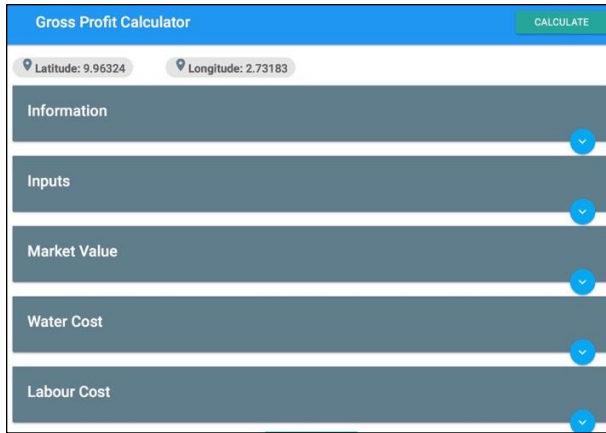 Gross Profit Calculator CALCULATE
Latitude: 9.96324 Longitude: 2.73183
Information
Inputs
Market Value
Water Cost
Labour Cost